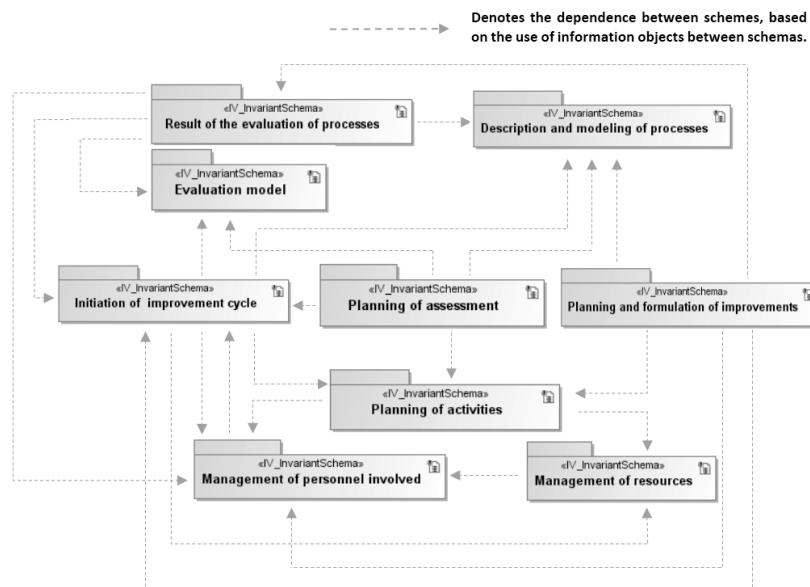 Denotes the dependence between schemes, based
on the use of information objects between schemas.
«IV_InvariantSchema»
Result of the evaluation of processes
«IV_InvariantSchema»
Description and modeling of processes
«IV_InvariantSchema»
Evaluation model
«IV_InvariantSchema»
Initiation of improvement cycle
«IV_InvariantSchema»
Planning of assessment
«IV_InvariantSchema»
Planning and formulation of improvements
«IV_InvariantSchema»
Planning of activities
«IV_InvariantSchema»
Management of personnel involved
«IV_InvariantSchema»
Management of resources